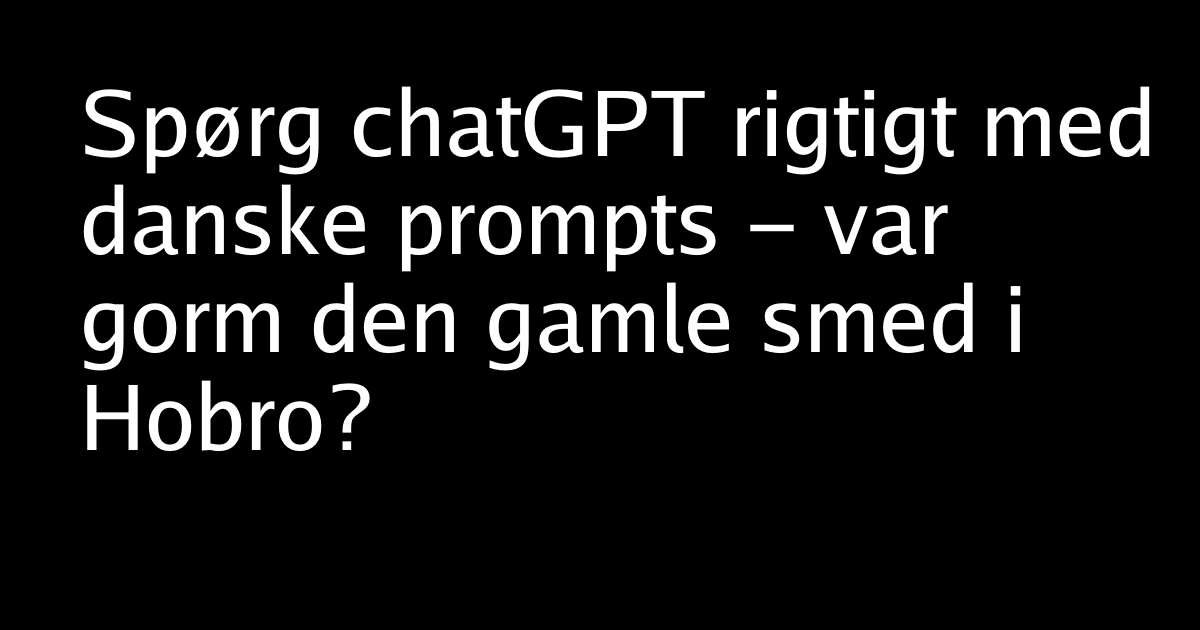 Spørg chatGPT rigtigt med
danske prompts – var
gorm den gamle smed i
Hobro?